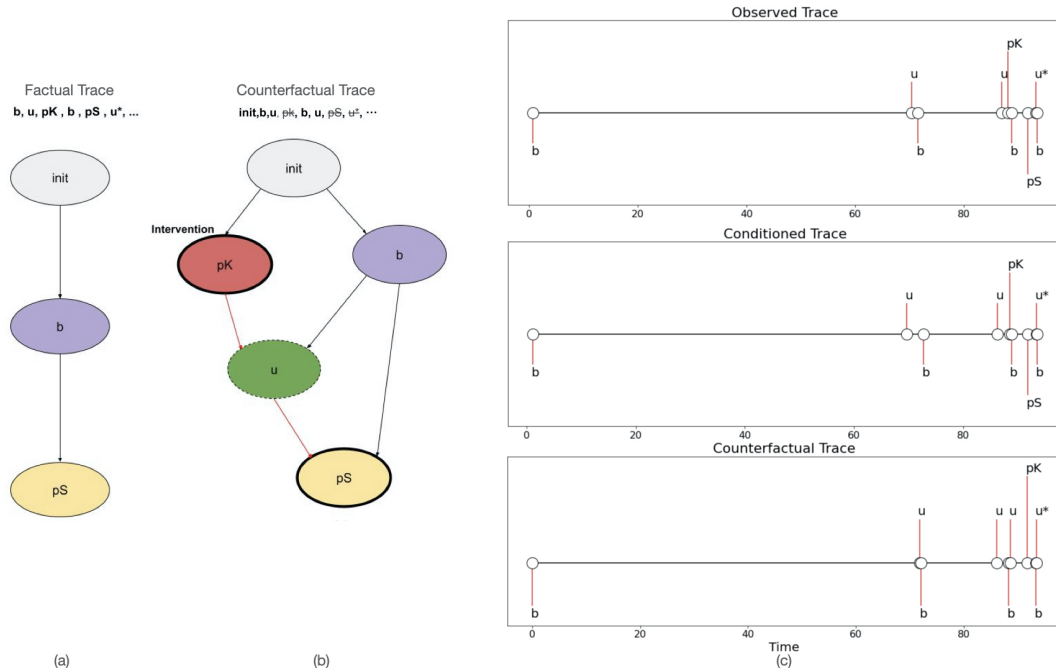 Factual Trace
b, u, pK , b , pS , u*, ...
init
b
pS
(a)
Counterfactual Trace
init,b,u, pk, b, u, pS, u*, ...
init
Intervention
pK
b
u
pS
(b)
Observed Trace
pK
u
u
u*
b
b
b
b
pS
0
20
40
60
80
Conditioned Trace
pK
u
u
u*
b
b
b
b
pS
0
20
40
60
80
Counterfactual Trace
pK
u
u
u
u*
b
b
b
b
0
20
40
60
80
Time
(c)